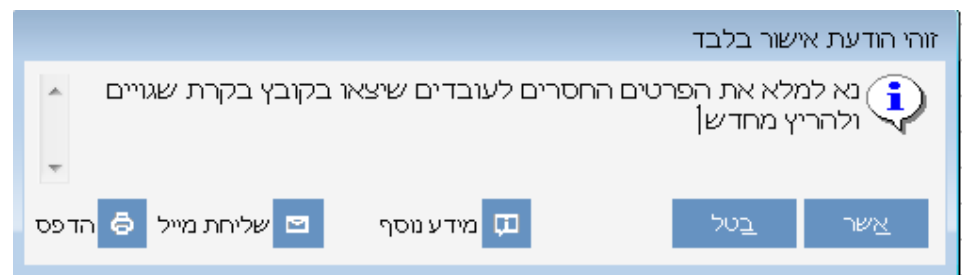 זוהי הודעת אישור בלבד
נא למלא את הפרטים החסרים לעובדים שיצאו בקובץ בקרת שגויים
ולהריץ מחדש
אשר בטל מידע נוסף שליחת מייל הדפס